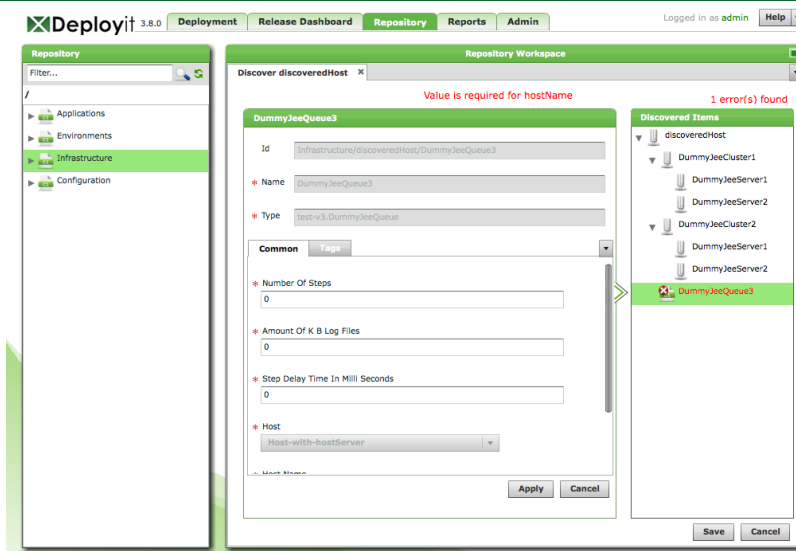 XDeployit 3.8.0 Deployment Release Dashboard Repository Reports Admin Logged in as admin Help
Repository
Filter...
/
Applications
Environments
Infrastructure
Configuration
Repository Workspace
Discover discoveredHost
Value is required for hostName
1 error(s) found
DummyJeeQueue3
Id Infrastructure/discoveredHost/DummyJeeQueue3
* Name DummyJeeQueue3
* Type test-v3.DummyJeeQueue
Common Tags
* Number Of Steps
0
* Amount Of K B Log Files
0
* Step Delay Time In Milli Seconds
0
* Host
Host-with-hostServer
* Host Name
Apply Cancel
Discovered Items
discoveredHost
DummyJeeCluster1
DummyJeeServer1
DummyJeeServer2
DummyJeeCluster2
DummyJeeServer1
DummyJeeServer2
DummyJeeQueue3
Save Cancel